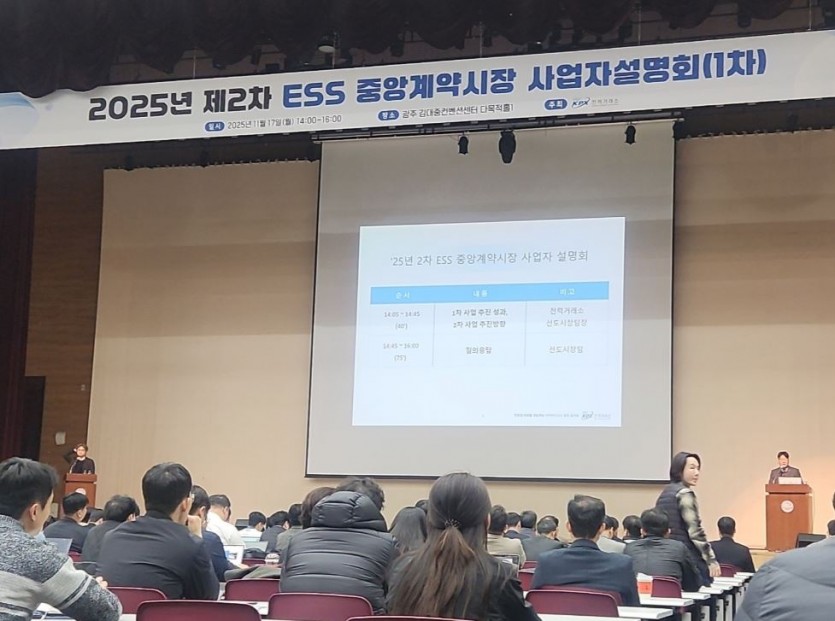 2025년 제2차 ESS 중앙계약시장 사업자설명회(1차)
일시 2025년 11월 17일(월) 14:00~16:00 장소 광주 김대중컨벤션센터 다목적홀1 주최 KPX 전력거래소
'25년 2차 ESS 중앙계약시장 사업자 설명회
순서 내용 비고
14:05 ~ 14:45 1차 사업 추진 성과, 전력거래소
(40') 2차 사업 추진방향 선도시장팀장
14:45 ~ 16:00 질의응답 선도시장팀
(75')
KPX